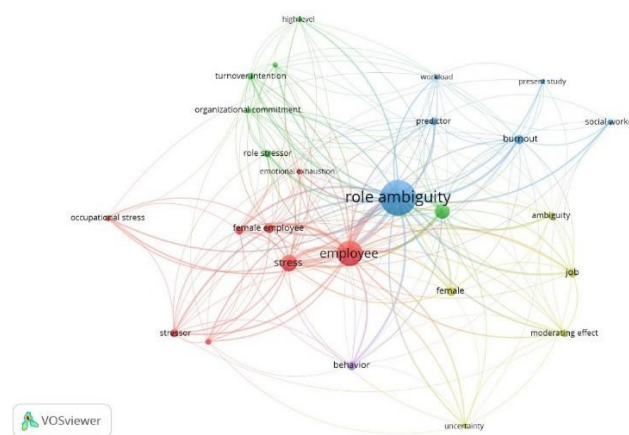 high level
turnover intention
workload
present study
organizational commitment
predictor
social worke
burnout
role stressor
emotional exhaustion
role ambiguity
occupational stress
ambiguity
female employee
employee
stress
job
female
stressor
moderating effect
behavior
uncertainty
VOSviewer